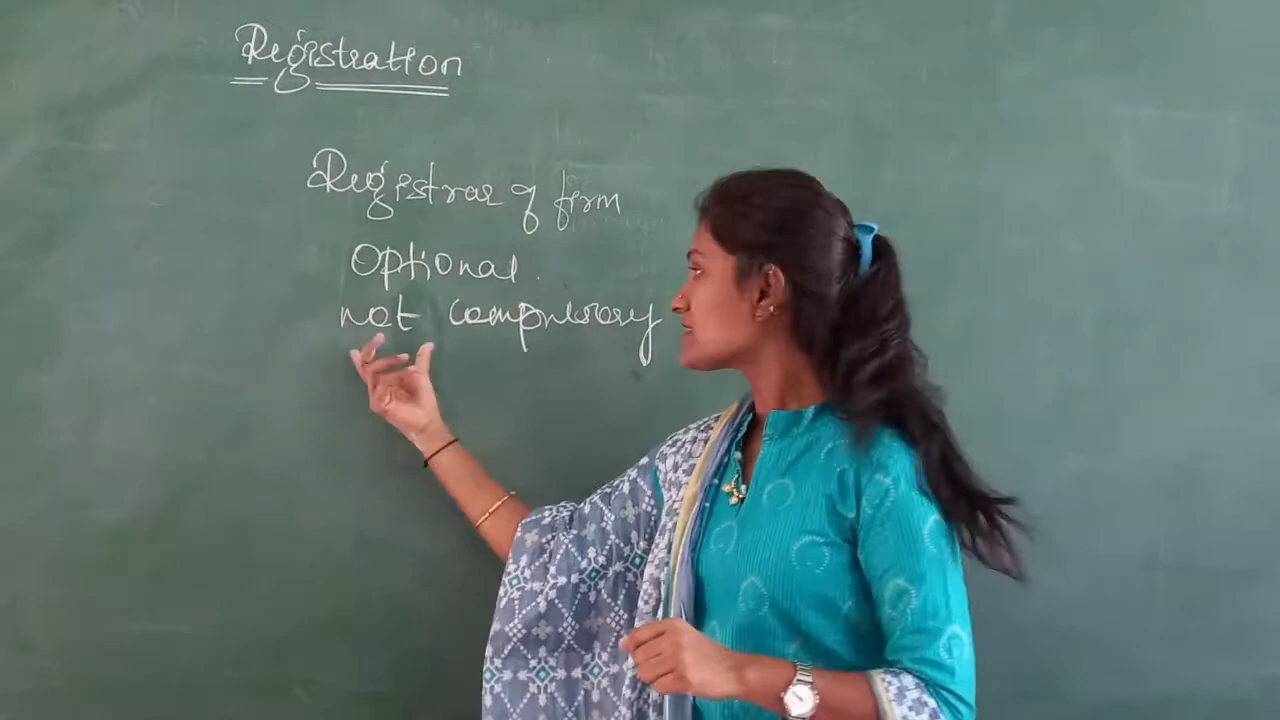 Registration
Registrar of firm
Optional.
not compulsory